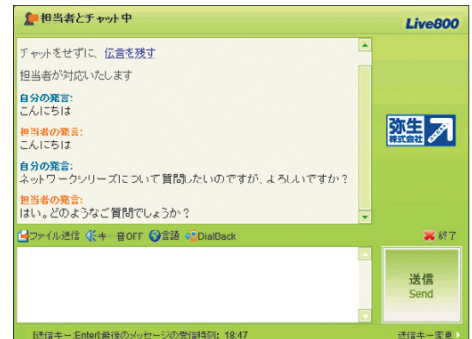 担当者とチャット中
Live800
チャットをせずに、伝言を残す
担当者が対応いたします
自分の発言:
こんにちは
担当者の発言:
こんにちは
弥生
株式会社
自分の発言:
ネットワークシリーズについて質問したいのですが、よろしいですか?
担当者の発言:
はい。どのようなご質問でしょうか?
ファイル送信 キー音OFF 言語 DialBack
終了
送信
Send
[送信キー:Enter]最後のメッセージの受信時刻: 18:47
送信キー変更